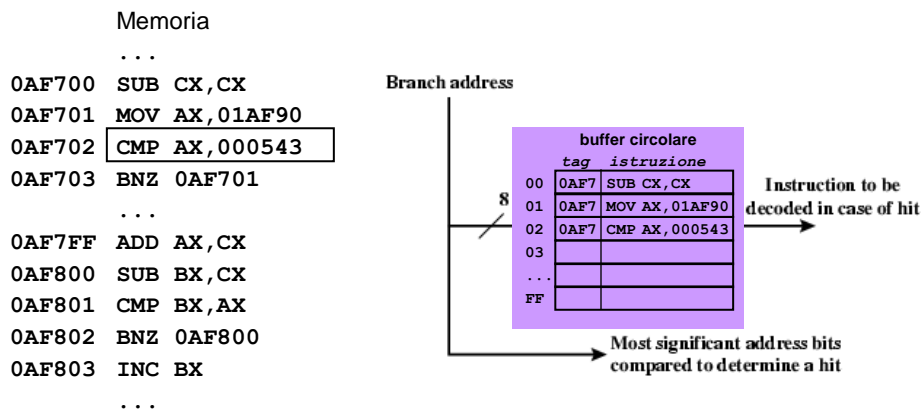 Memoria
...
0AF700 SUB CX,CX
0AF701 MOV AX,01AF90
0AF702 CMP AX,000543
0AF703 BNZ 0AF701
...
0AF7FF ADD AX,CX
0AF800 SUB BX,CX
0AF801 CMP BX,AX
0AF802 BNZ 0AF800
0AF803 INC BX
...
Branch address
8
buffer circolare
tag istruzione
00 0AF7 SUB CX,CX
01 0AF7 MOV AX,01AF90
02 0AF7 CMP AX,000543
03
...
FF
Instruction to be
decoded in case of hit
Most significant address bits
compared to determine a hit